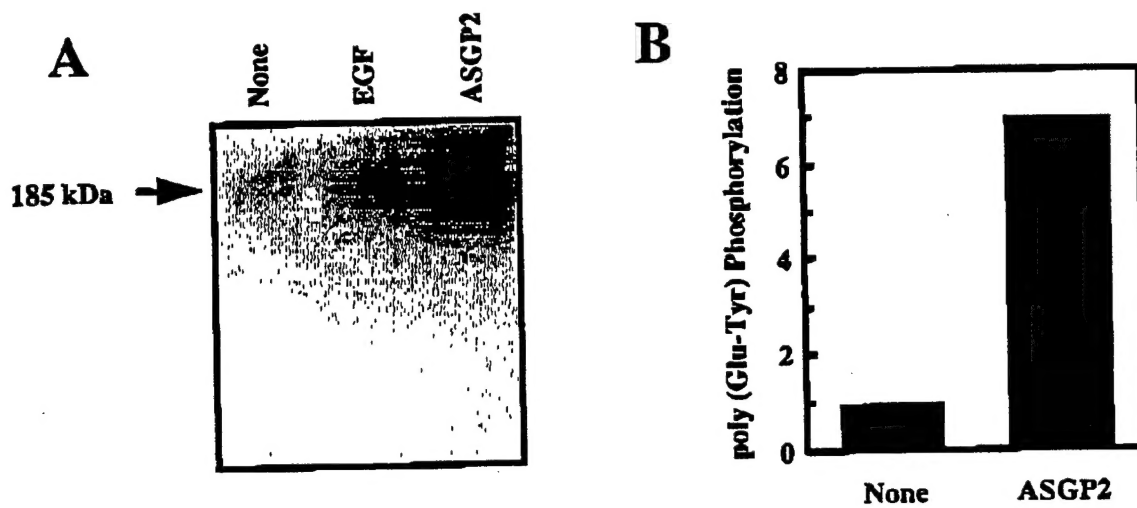 A
None
EGF
ASGP2
185 kDa
B
poly (Glu-Tyr) Phosphorylation
8
6
4
2
0
None
ASGP2